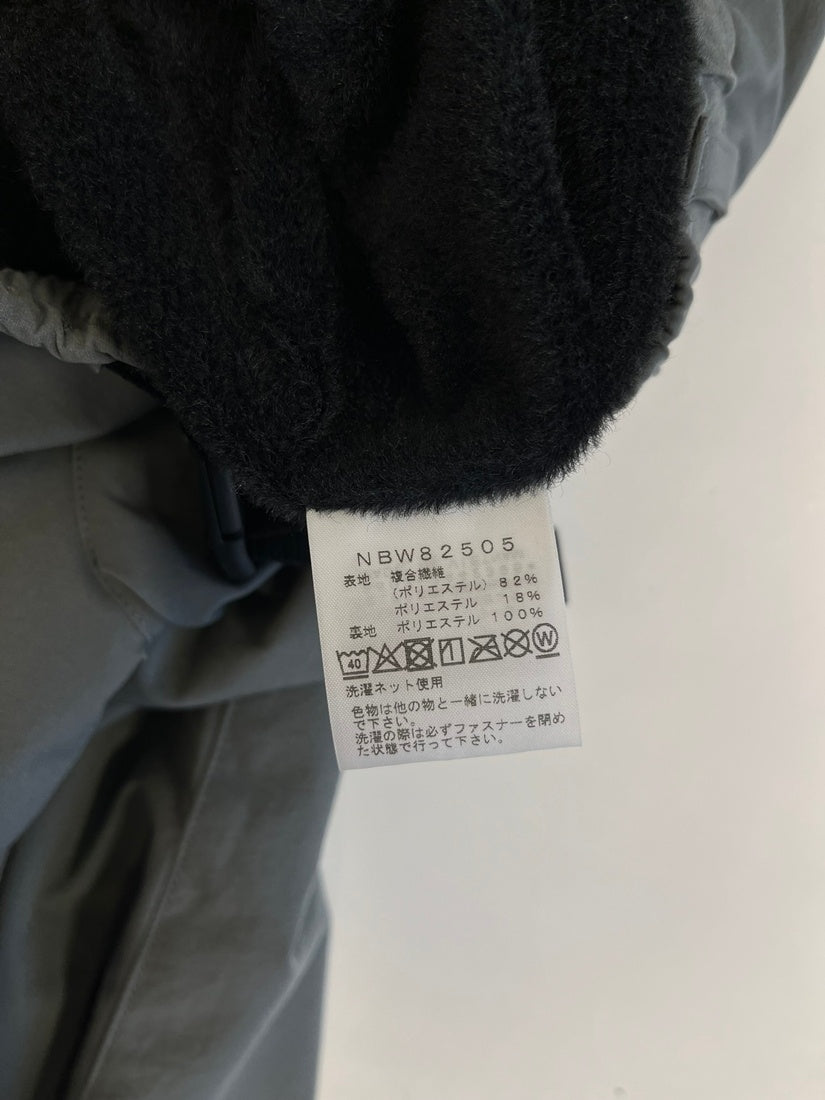 NBW82505
表地 複合繊維
(ポリエステル) 82%
ポリエステル 18%
裏地 ポリエステル 100%
40 W
洗濯ネット使用
色物は他の物と一緒に洗濯しない
で下さい。
洗濯の際は必ずファスナーを閉め
た状態で行って下さい。